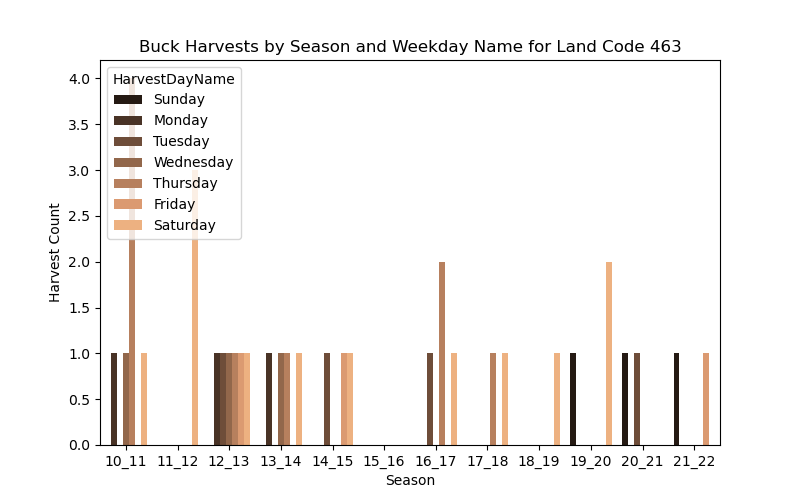 Buck Harvests by Season and Weekday Name for Land Code 463
HarvestDayName
Sunday
Monday
Tuesday
Wednesday
Thursday
Friday
Saturday
4.0
3.5
3.0
2.5
2.0
1.5
1.0
0.5
0.0
Harvest Count
10_11 11_12 12_13 13_14 14_15 15_16 16_17 17_18 18_19 19_20 20_21 21_22
Season